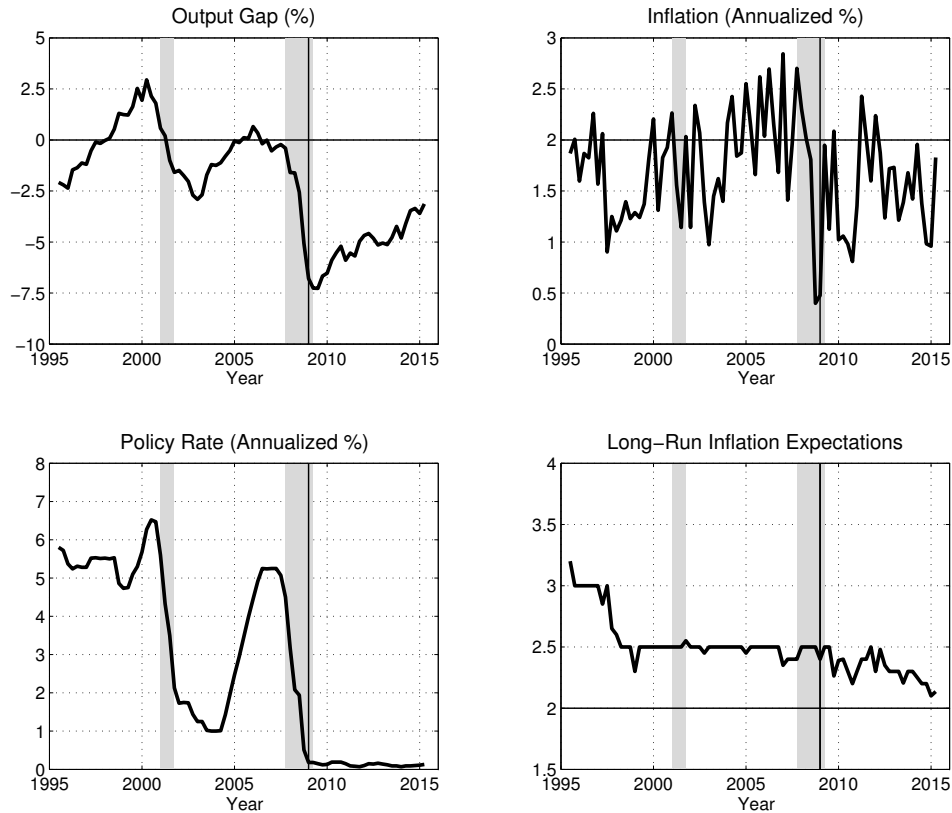 Output Gap (%)
5
2.5
0
−2.5
−5
−7.5
−10
1995 2000 2005 2010 2015
Year
Inflation (Annualized %)
3
2.5
2
1.5
1
0.5
0
1995 2000 2005 2010 2015
Year
Policy Rate (Annualized %)
8
7
6
5
4
3
2
1
0
1995 2000 2005 2010 2015
Year
Long−Run Inflation Expectations
4
3.5
3
2.5
2
1.5
1995 2000 2005 2010 2015
Year